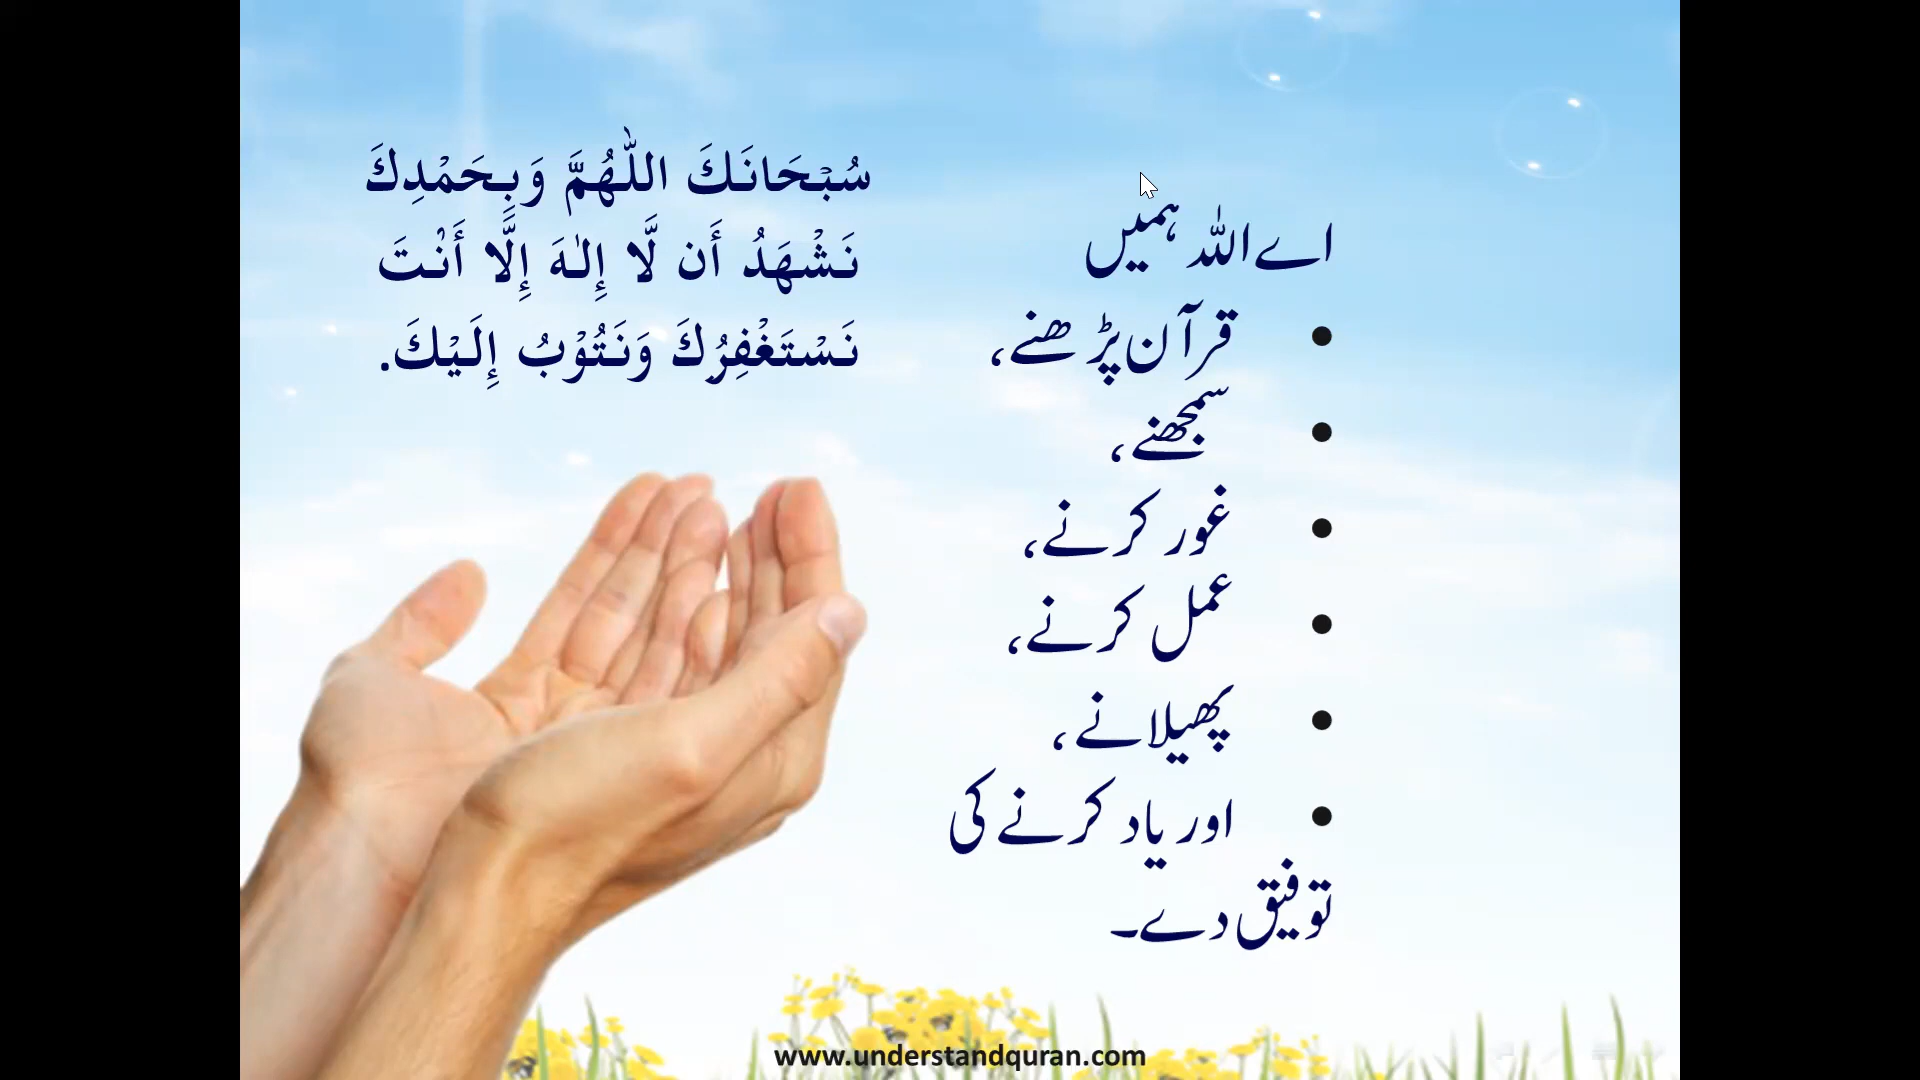 سُبْحَانَكَ اللّٰهُمَّ وَبِحَمْدِكَ
نَشْهَدُ أَن لَّا إِلٰهَ إِلَّا أَنْتَ
نَسْتَغْفِرُكَ وَنَتُوْبُ إِلَيْكَ.
اے اللہ ہمیں
• قرآن پڑھنے،
• سمجھنے،
• غور کرنے،
• عمل کرنے،
• پھیلانے،
• اور یاد کرنے کی
توفیق دے۔
www.understandquran.com